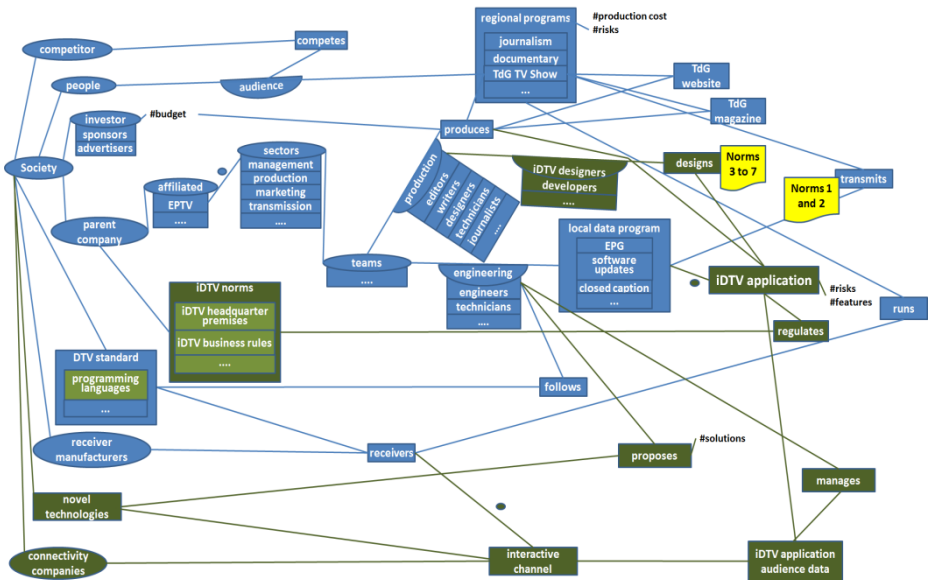 regional programs
#production cost
#risks
journalism
documentary
TdG TV Show
...
competes
competitor
people
audience
TdG
website
TdG
magazine
investor
sponsors
advertisers
#budget
produces
Society
affiliated
EPTV
....
sectors
management
production
marketing
transmission
....
production
editors
writers
designers
technicians
journalists
....
iDTV designers
developers
....
designs
Norms
3 to 7
Norms 1
and 2
transmits
parent
company
teams
....
engineering
engineers
technicians
....
local data program
EPG
software
updates
closed caption
...
iDTV application
#risks
#features
runs
regulates
iDTV norms
iDTV headquarter
premises
iDTV business rules
....
DTV standard
programming
languages
...
follows
receiver
manufacturers
receivers
#solutions
proposes
manages
novel
technologies
connectivity
companies
interactive
channel
iDTV application
audience data